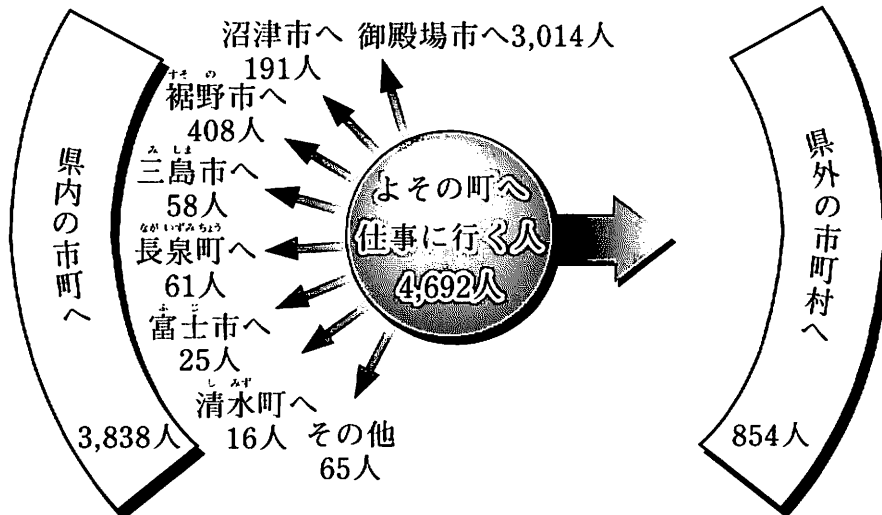 沼津市へ
191人
御殿場市へ3,014人
すその
裾野市へ
408人
みしま
三島市へ
58人
ながいずみちょう
長泉町へ
61人
ふじ
富士市へ
25人
しみず
清水町へ
16人
その他
65人
県内の市町へ
3,838人
よその町へ
仕事に行く人
4,692人
県外の市町村へ
854人